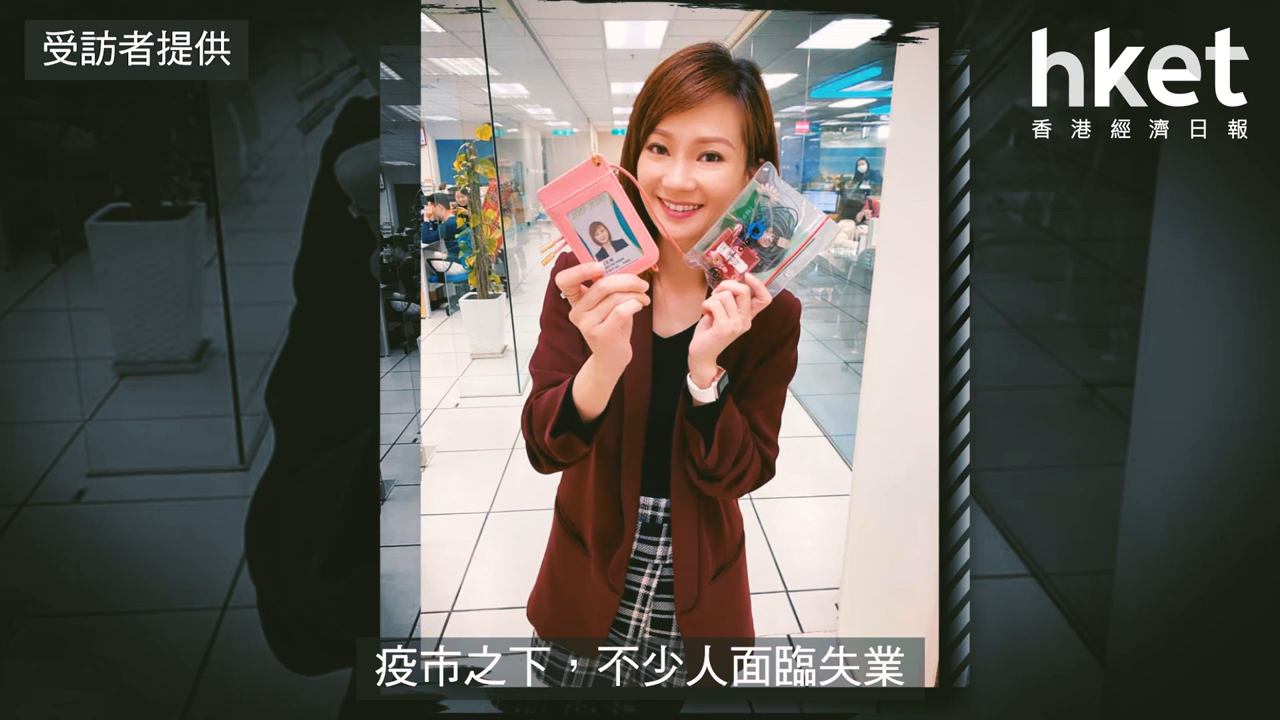 受訪者提供
hket
香港經濟日報
疫市之下，不少人面臨失業